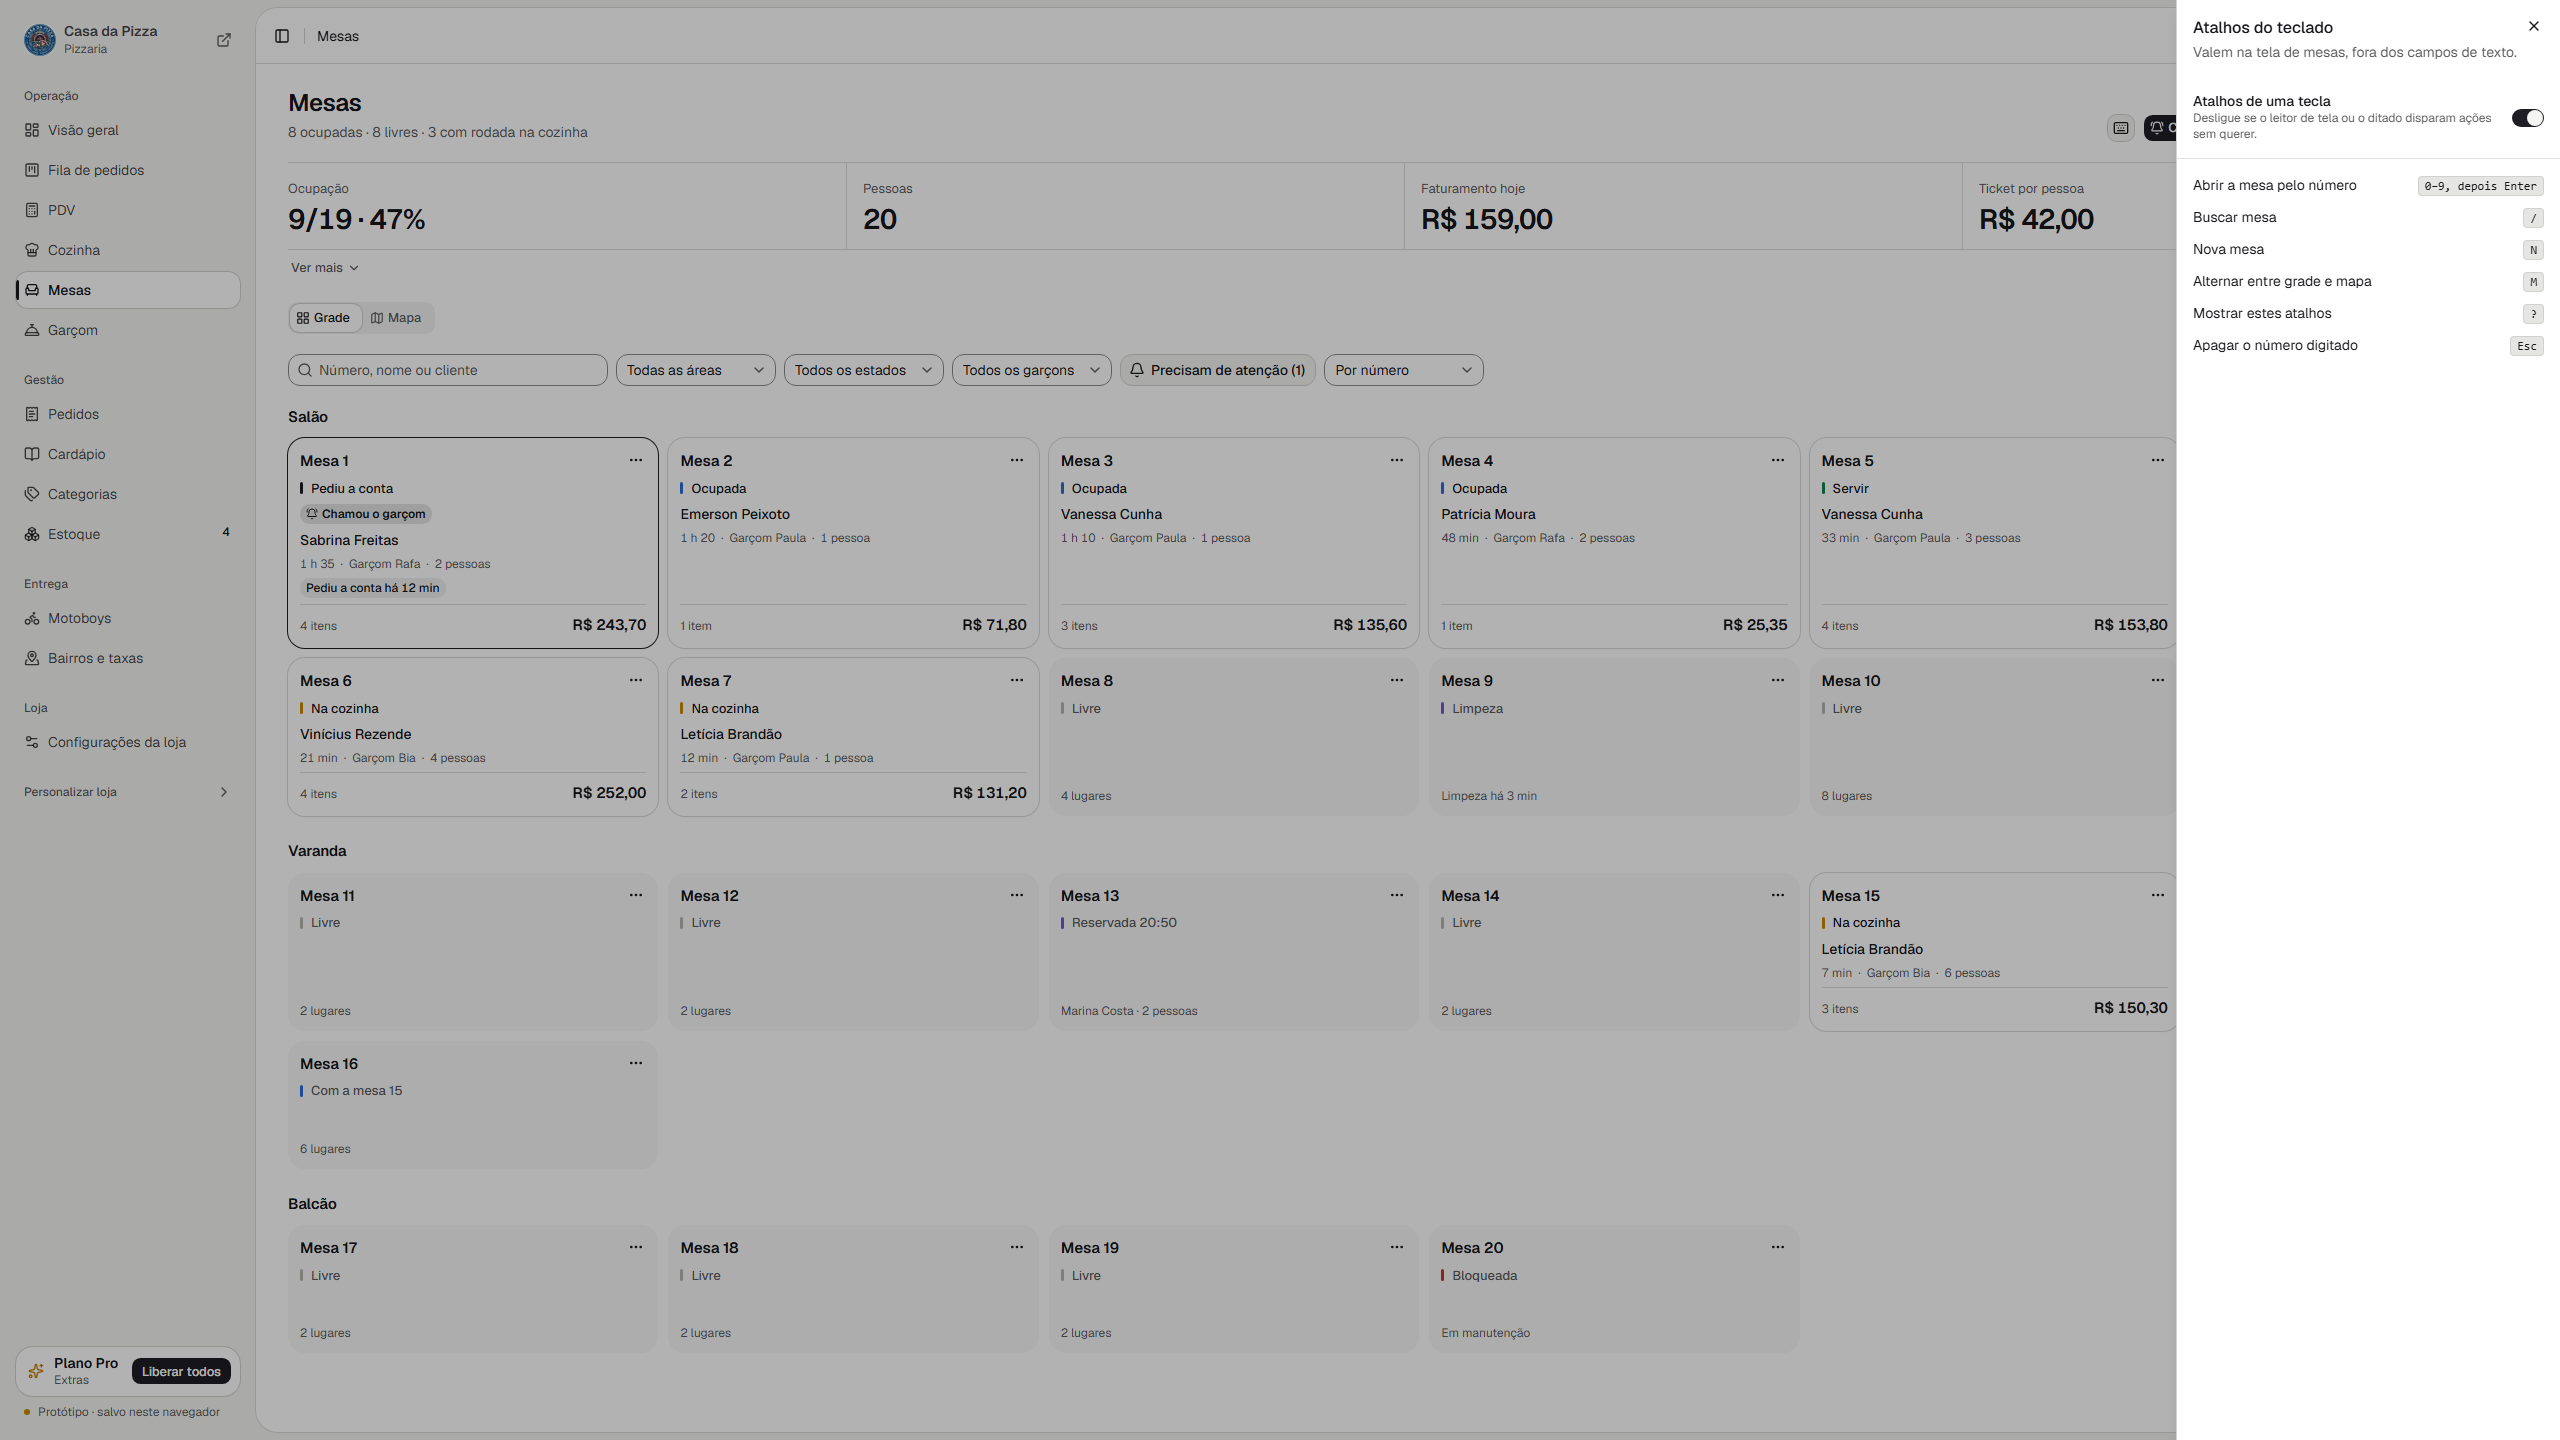 Casa da Pizza
Pizzaria
Operação
Visão geral
Fila de pedidos
PDV
Cozinha
Mesas
Garçom
Gestão
Pedidos
Cardápio
Categorias
Estoque 4
Entrega
Motoboys
Bairros e taxas
Loja
Configurações da loja
Personalizar loja
Plano Pro
Extras
Liberar todos
Protótipo · salvo neste navegador
Mesas
Mesas
8 ocupadas · 8 livres · 3 com rodada na cozinha
Ocupação
9/19 · 47%
Pessoas
20
Faturamento hoje
R$ 159,00
Ticket por pessoa
R$ 42,00
Ver mais
Grade Mapa
Número, nome ou cliente Todas as áreas Todos os estados Todos os garçons Precisam de atenção (1) Por número
Salão
Mesa 1
Pediu a conta
Chamou o garçom
Sabrina Freitas
1 h 35 · Garçom Rafa · 2 pessoas
Pediu a conta há 12 min
4 itens R$ 243,70
Mesa 2
Ocupada
Emerson Peixoto
1 h 20 · Garçom Paula · 1 pessoa
1 item R$ 71,80
Mesa 3
Ocupada
Vanessa Cunha
1 h 10 · Garçom Paula · 1 pessoa
3 itens R$ 135,60
Mesa 4
Ocupada
Patrícia Moura
48 min · Garçom Rafa · 2 pessoas
1 item R$ 25,35
Mesa 5
Servir
Vanessa Cunha
33 min · Garçom Paula · 3 pessoas
4 itens R$ 153,80
Mesa 6
Na cozinha
Vinícius Rezende
21 min · Garçom Bia · 4 pessoas
4 itens R$ 252,00
Mesa 7
Na cozinha
Letícia Brandão
12 min · Garçom Paula · 1 pessoa
2 itens R$ 131,20
Mesa 8
Livre
4 lugares
Mesa 9
Limpeza
Limpeza há 3 min
Mesa 10
Livre
8 lugares
Varanda
Mesa 11
Livre
2 lugares
Mesa 12
Livre
2 lugares
Mesa 13
Reservada 20:50
Marina Costa · 2 pessoas
Mesa 14
Livre
2 lugares
Mesa 15
Na cozinha
Letícia Brandão
7 min · Garçom Bia · 6 pessoas
3 itens R$ 150,30
Mesa 16
Com a mesa 15
6 lugares
Balcão
Mesa 17
Livre
2 lugares
Mesa 18
Livre
2 lugares
Mesa 19
Livre
2 lugares
Mesa 20
Bloqueada
Em manutenção
Atalhos do teclado
Valem na tela de mesas, fora dos campos de texto.
Atalhos de uma tecla
Desligue se o leitor de tela ou o ditado disparam ações
sem querer.
Abrir a mesa pelo número 0–9, depois Enter
Buscar mesa /
Nova mesa N
Alternar entre grade e mapa M
Mostrar estes atalhos ?
Apagar o número digitado Esc